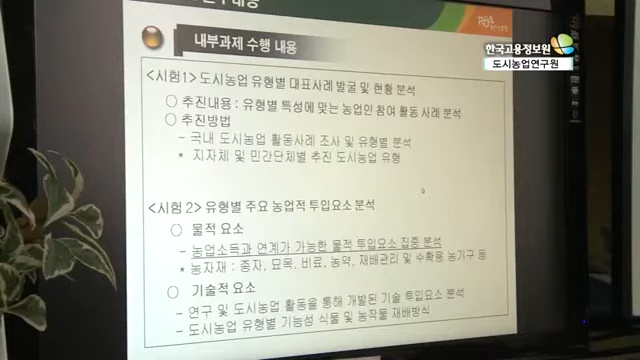 RDA
한국고용정보원
도시농업연구원
내부과제 수행 내용
<시험1> 도시농업 유형별 대표사례 발굴 및 현황 분석
○ 추진내용 : 유형별 특성에 맞는 농업인 참여 활동 사례 분석
○ 추진방법
- 국내 도시농업 활동사례 조사 및 유형별 분석
* 지자체 및 민간단체별 추진 도시농업 유형
<시험 2> 유형별 주요 농업적 투입요소 분석
○ 물적 요소
- 농업소득과 연계가 가능한 물적 투입요소 집중 분석
* 농자재 : 종자, 묘목, 비료, 농약, 재배관리 및 수확용 농기구 등
○ 기술적 요소
- 연구 및 도시농업 활동을 통해 개발된 기술 투입요소 분석
- 도시농업 유형별 기능성 식물 및 농작물 재배방식